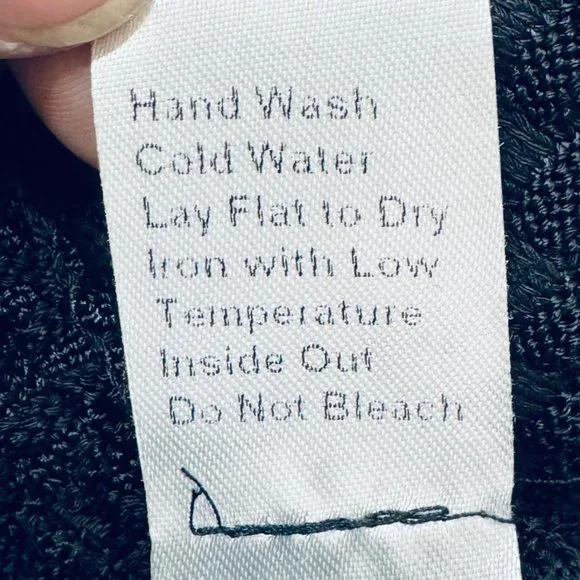 Hand Wash
Cold Water
Lay Flat to Dry
Iron with Low
Temperature
Inside Out
Do Not Bleach